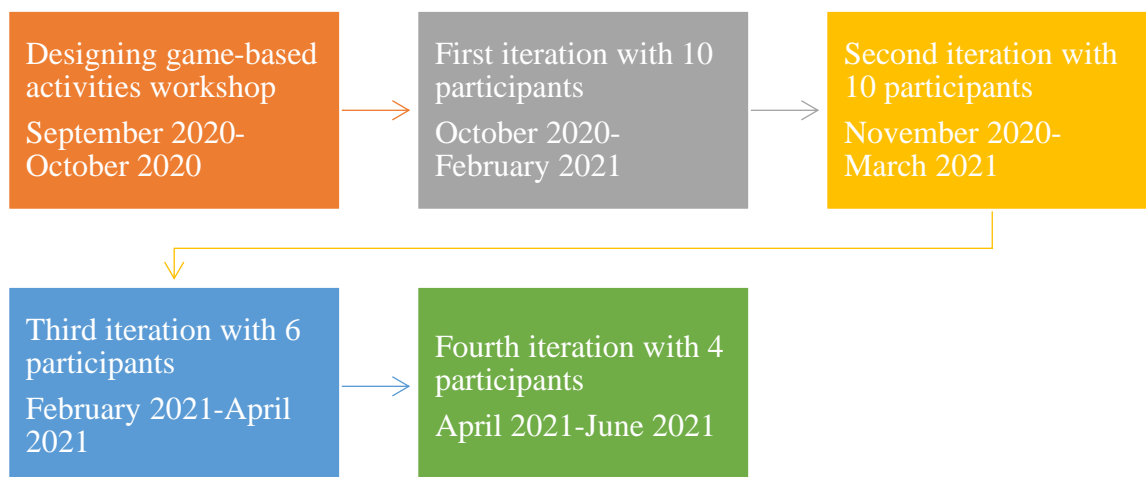 Designing game-based
activities workshop
September 2020-
October 2020
First iteration with 10
participants
October 2020-
February 2021
Second iteration with
10 participants
November 2020-
March 2021
Third iteration with 6
participants
February 2021-April
2021
Fourth iteration with 4
participants
April 2021-June 2021